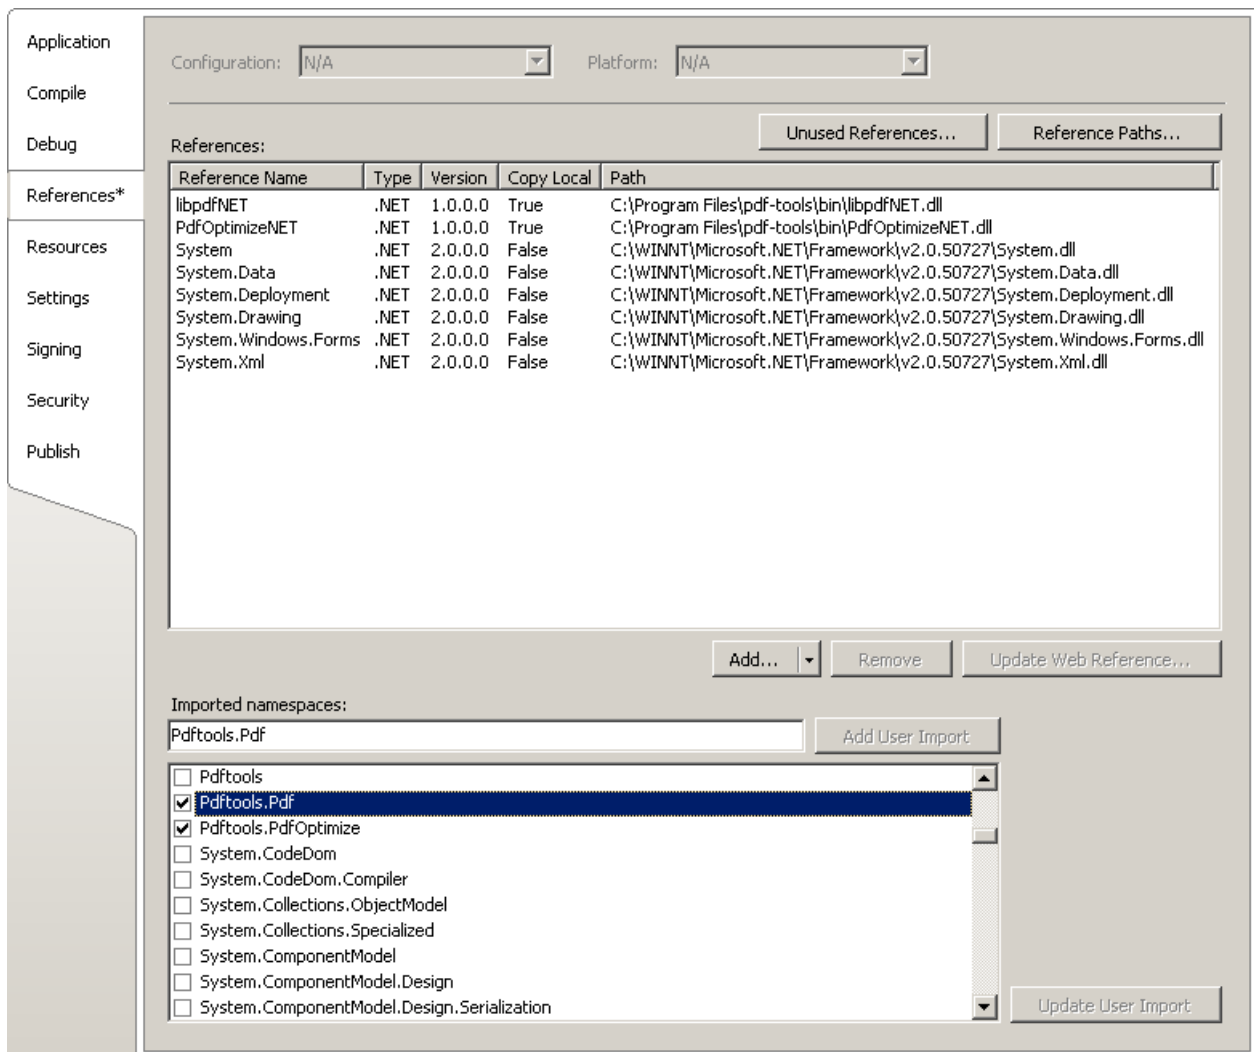 Application
Compile
Debug
References*
Resources
Settings
Signing
Security
Publish
Configuration: N/A Platform: N/A
Unused References... Reference Paths...
References:
Reference Name Type Version Copy Local Path
libpdfNET .NET 1.0.0.0 True C:\Program Files\pdf-tools\bin\libpdfNET.dll
PdfOptimizeNET .NET 1.0.0.0 True C:\Program Files\pdf-tools\bin\PdfOptimizeNET.dll
System .NET 2.0.0.0 False C:\WINNT\Microsoft.NET\Framework\v2.0.50727\System.dll
System.Data .NET 2.0.0.0 False C:\WINNT\Microsoft.NET\Framework\v2.0.50727\System.Data.dll
System.Deployment .NET 2.0.0.0 False C:\WINNT\Microsoft.NET\Framework\v2.0.50727\System.Deployment.dll
System.Drawing .NET 2.0.0.0 False C:\WINNT\Microsoft.NET\Framework\v2.0.50727\System.Drawing.dll
System.Windows.Forms .NET 2.0.0.0 False C:\WINNT\Microsoft.NET\Framework\v2.0.50727\System.Windows.Forms.dll
System.Xml .NET 2.0.0.0 False C:\WINNT\Microsoft.NET\Framework\v2.0.50727\System.Xml.dll
Add... Remove Update Web Reference...
Imported namespaces:
Pdftools.Pdf Add User Import
Pdftools
Pdftools.Pdf
Pdftools.PdfOptimize
System.CodeDom
System.CodeDom.Compiler
System.Collections.ObjectModel
System.Collections.Specialized
System.ComponentModel
System.ComponentModel.Design
System.ComponentModel.Design.Serialization
Update User Import